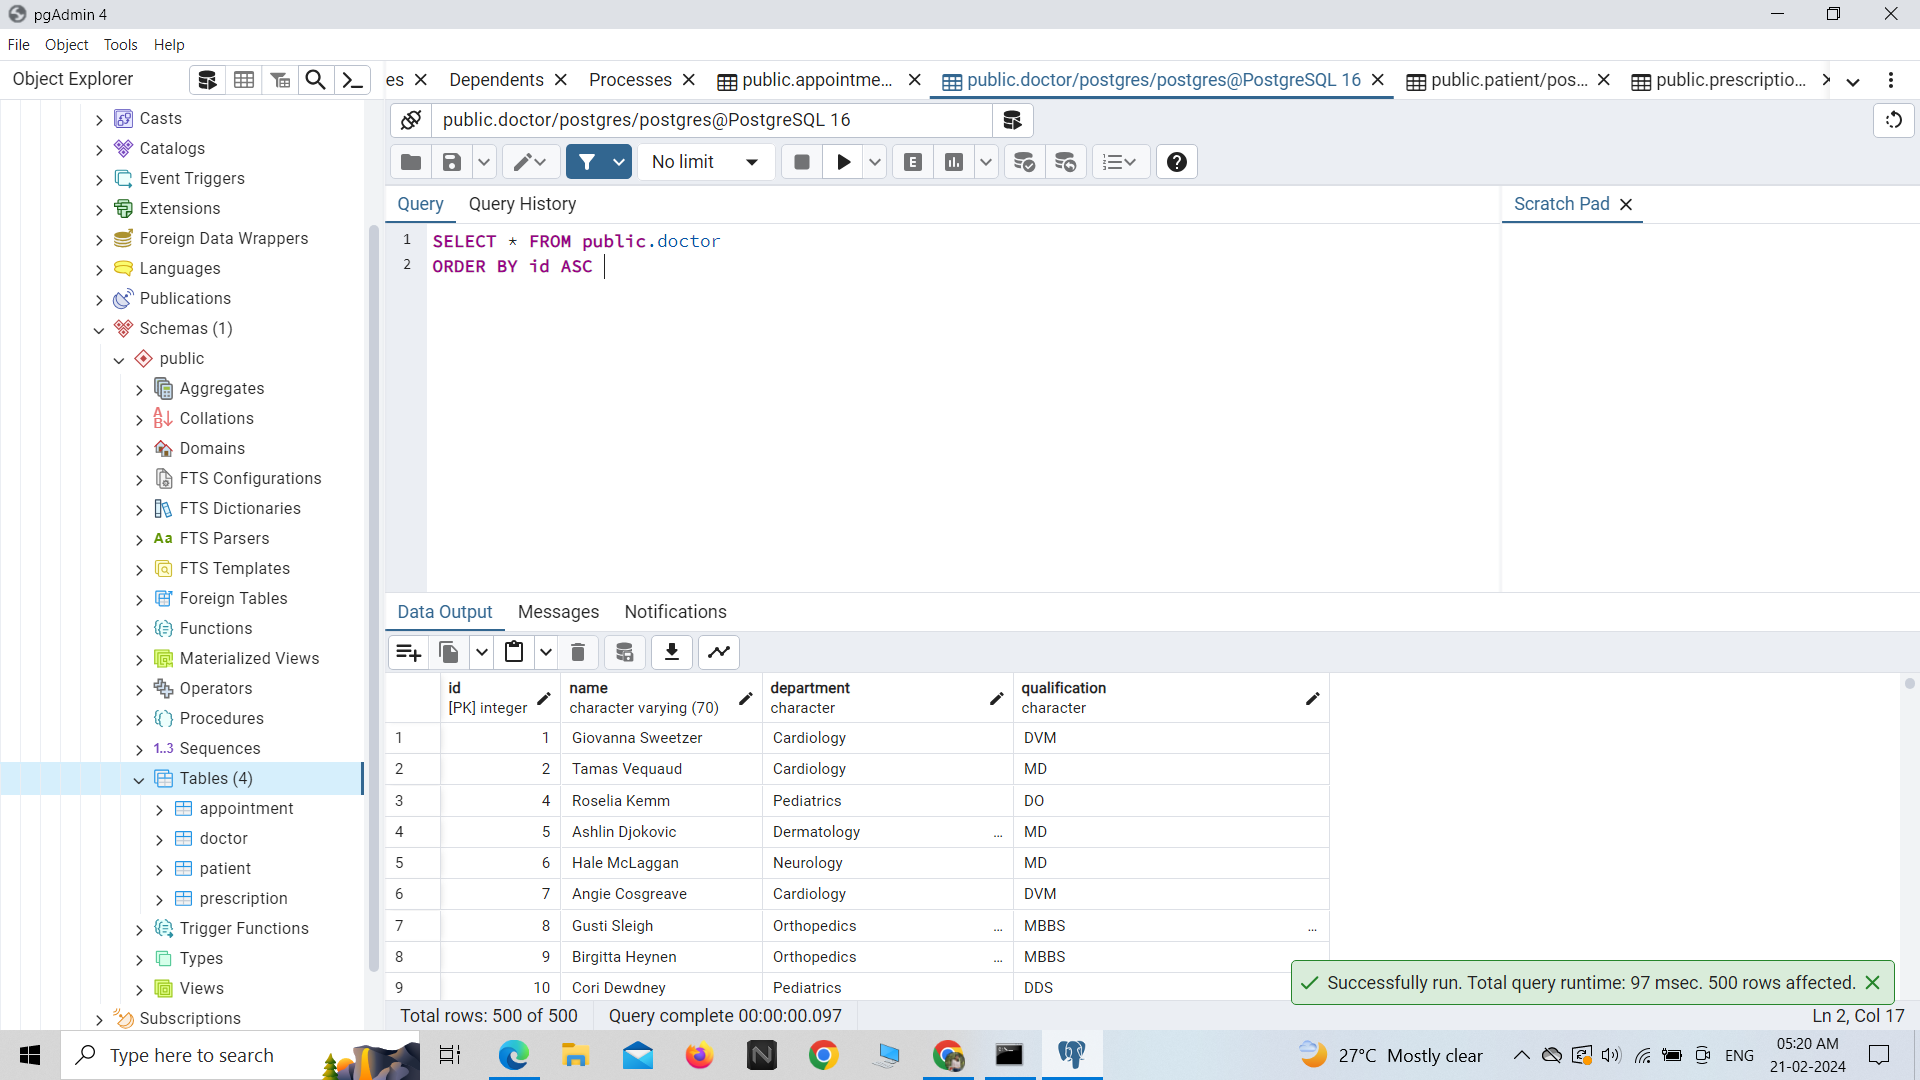 pgAdmin 4
File Object Tools Help
Object Explorer
es Dependents Processes public.appointme... public.doctor/postgres/postgres@PostgreSQL 16 public.patient/pos... public.prescriptio...
public.doctor/postgres/postgres@PostgreSQL 16
No limit
E
Query Query History
Scratch Pad
1 SELECT * FROM public.doctor
2 ORDER BY id ASC
Casts
Catalogs
Event Triggers
Extensions
Foreign Data Wrappers
Languages
Publications
Schemas (1)
public
Aggregates
Collations
Domains
FTS Configurations
FTS Dictionaries
Aa FTS Parsers
FTS Templates
Foreign Tables
Functions
Materialized Views
Operators
Procedures
1..3 Sequences
Tables (4)
appointment
doctor
patient
prescription
Trigger Functions
Types
Views
Subscriptions
Data Output Messages Notifications
id name department qualification
[PK] integer character varying (70) character character
1 1 Giovanna Sweetzer Cardiology DVM
2 2 Tamas Vequaud Cardiology MD
3 4 Roselia Kemm Pediatrics DO
4 5 Ashlin Djokovic Dermatology ... MD
5 6 Hale McLaggan Neurology MD
6 7 Angie Cosgreave Cardiology DVM
7 8 Gusti Sleigh Orthopedics ... MBBS ...
8 9 Birgitta Heynen Orthopedics ... MBBS
9 10 Cori Dewdney Pediatrics DDS
Successfully run. Total query runtime: 97 msec. 500 rows affected.
Total rows: 500 of 500 Query complete 00:00:00.097
Ln 2, Col 17
Type here to search
27°C Mostly clear
ENG
05:20 AM
21-02-2024